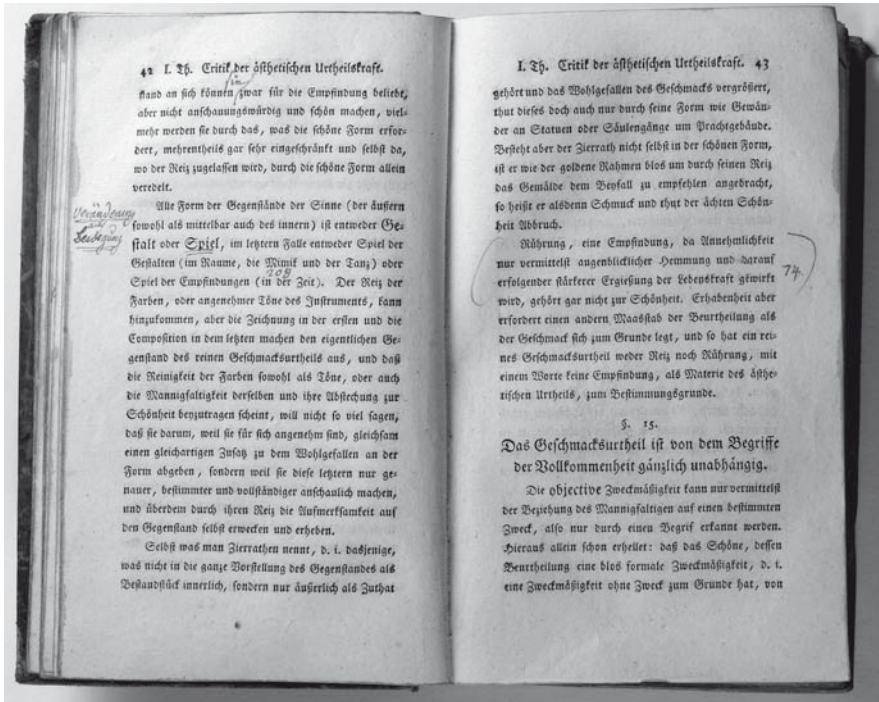 42 I. Th. Critik der ästhetischen Urtheilskraft.
sin
stand an sich können zwar für die Empfindung beliebt,
aber nicht anschauungswürdig und schön machen, viel-
mehr werden sie durch das, was die schöne Form erfor-
dert, mehrentheils gar sehr eingeschränkt und selbst da,
wo der Reiz zugelassen wird, durch die schöne Form allein
veredelt.
Alle Form der Gegenstände der Sinne (der äußern
Veränderung
und
Bewegung
sowohl als mittelbar auch des innern) ist entweder Ge-
stalt oder Spiel, im letztern Falle entweder Spiel der
Gestalten (im Raume, die Mimik und der Tanz) oder
208
Spiel der Empfindungen (in der Zeit). Der Reiz der
Farben, oder angenehmer Töne des Instruments, kann
hinzukommen, aber die Zeichnung in der ersten und die
Composition in dem letzten machen den eigentlichen Ge-
genstand des reinen Geschmacksurtheils aus, und daß
die Reinigkeit der Farben sowohl als Töne, oder auch
die Mannigfaltigkeit derselben und ihre Abstechung zur
Schönheit beyzutragen scheint, will nicht so viel sagen,
daß sie darum, weil sie für sich angenehm sind, gleichsam
einen gleichartigen Zusatz zu dem Wohlgefallen an der
Form abgeben, sondern weil sie diese letztern nur ge-
nauer, bestimmter und vollständiger anschaulich machen,
und überdem durch ihren Reiz die Aufmerksamkeit auf
den Gegenstand selbst erwecken und erheben.
Selbst was man Zierrathen nennt, d. i. dasjenige,
was nicht in die ganze Vorstellung des Gegenstandes als
Bestandstück innerlich, sondern nur äußerlich als Zuthat
I. Th. Critik der ästhetischen Urtheilskraft. 43
gehört und das Wohlgefallen des Geschmacks vergrößert,
thut dieses doch auch nur durch seine Form wie Gewän-
der an Statuen oder Säulengänge um Prachtgebäude.
Besteht aber der Zierrath nicht selbst in der schönen Form,
ist er wie der goldene Rahmen blos um durch seinen Reiz
das Gemälde dem Beyfall zu empfehlen angebracht,
so heißt er alsdenn Schmuck und thut der ächten Schön-
heit Abbruch.
Rührung, eine Empfindung, da Annehmlichkeit
nur vermittelst augenblicklicher Hemmung und darauf
erfolgender stärkerer Ergießung der Lebenskraft gewirkt
74.
wird, gehört gar nicht zur Schönheit. Erhabenheit aber
erfordert einen andern Maasstab der Beurtheilung als
der Geschmack sich zum Grunde legt, und so hat ein rei-
nes Geschmacksurtheil weder Reiz noch Rührung, mit
einem Worte keine Empfindung, als Materie des ästhe-
tischen Urtheils, zum Bestimmungsgrunde.
§. 15.
Das Geschmacksurtheil ist von dem Begriffe
der Vollkommenheit gänzlich unabhängig.
Die objective Zweckmäßigkeit kann nur vermittelst
der Beziehung des Mannigfaltigen auf einen bestimmten
Zweck, also nur durch einen Begrif erkannt werden.
Hieraus allein schon erhellet: daß das Schöne, dessen
Beurtheilung eine blos formale Zweckmäßigkeit, d. i.
eine Zweckmäßigkeit ohne Zweck zum Grunde hat, von